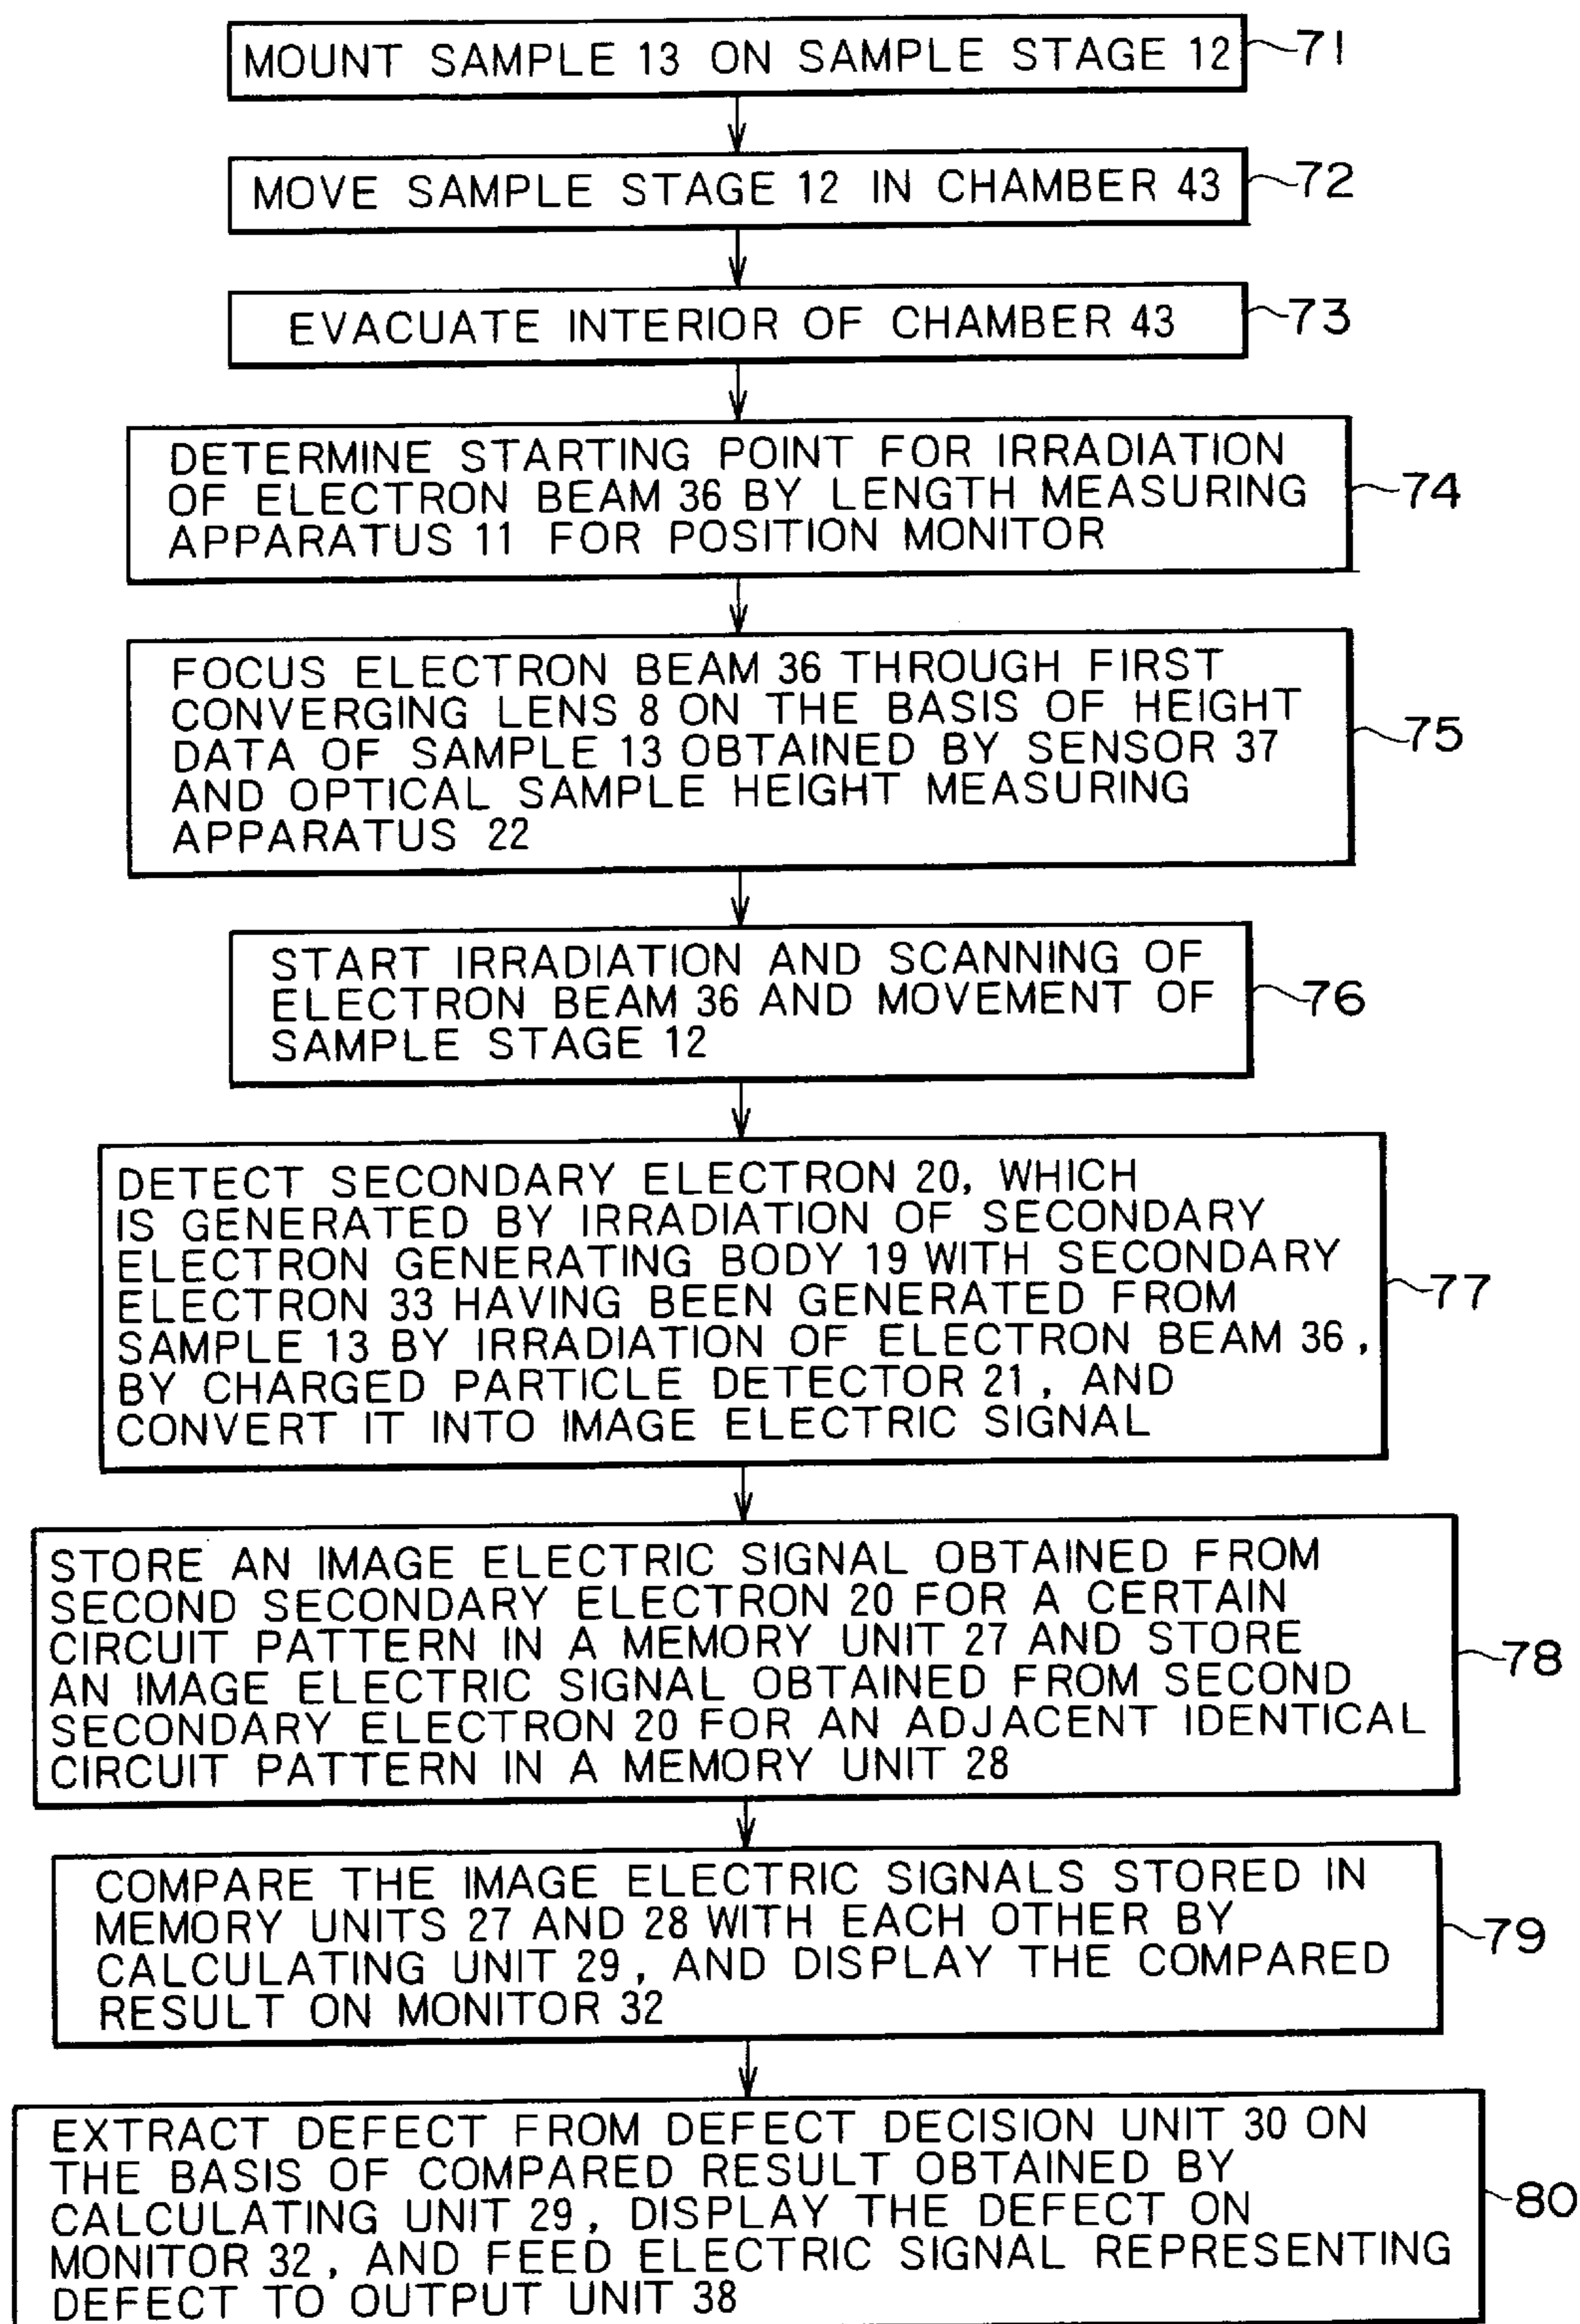 MOUNT SAMPLE 13 ON SAMPLE STAGE 12
71
MOVE SAMPLE STAGE 12 IN CHAMBER 43
72
EVACUATE INTERIOR OF CHAMBER 43
73
DETERMINE STARTING POINT FOR IRRADIATION
OF ELECTRON BEAM 36 BY LENGTH MEASURING
APPARATUS 11 FOR POSITION MONITOR
74
FOCUS ELECTRON BEAM 36 THROUGH FIRST
CONVERGING LENS 8 ON THE BASIS OF HEIGHT
DATA OF SAMPLE 13 OBTAINED BY SENSOR 37
AND OPTICAL SAMPLE HEIGHT MEASURING
APPARATUS 22
75
START IRRADIATION AND SCANNING OF
ELECTRON BEAM 36 AND MOVEMENT OF
SAMPLE STAGE 12
76
DETECT SECONDARY ELECTRON 20, WHICH
IS GENERATED BY IRRADIATION OF SECONDARY
ELECTRON GENERATING BODY 19 WITH SECONDARY
ELECTRON 33 HAVING BEEN GENERATED FROM
SAMPLE 13 BY IRRADIATION OF ELECTRON BEAM 36,
BY CHARGED PARTICLE DETECTOR 21, AND
CONVERT IT INTO IMAGE ELECTRIC SIGNAL
77
STORE AN IMAGE ELECTRIC SIGNAL OBTAINED FROM
SECOND SECONDARY ELECTRON 20 FOR A CERTAIN
CIRCUIT PATTERN IN A MEMORY UNIT 27 AND STORE
AN IMAGE ELECTRIC SIGNAL OBTAINED FROM SECOND
SECONDARY ELECTRON 20 FOR AN ADJACENT IDENTICAL
CIRCUIT PATTERN IN A MEMORY UNIT 28
78
COMPARE THE IMAGE ELECTRIC SIGNALS STORED IN
MEMORY UNITS 27 AND 28 WITH EACH OTHER BY
CALCULATING UNIT 29, AND DISPLAY THE COMPARED
RESULT ON MONITOR 32
79
EXTRACT DEFECT FROM DEFECT DECISION UNIT 30 ON
THE BASIS OF COMPARED RESULT OBTAINED BY
CALCULATING UNIT 29, DISPLAY THE DEFECT ON
MONITOR 32, AND FEED ELECTRIC SIGNAL REPRESENTING
DEFECT TO OUTPUT UNIT 38
80